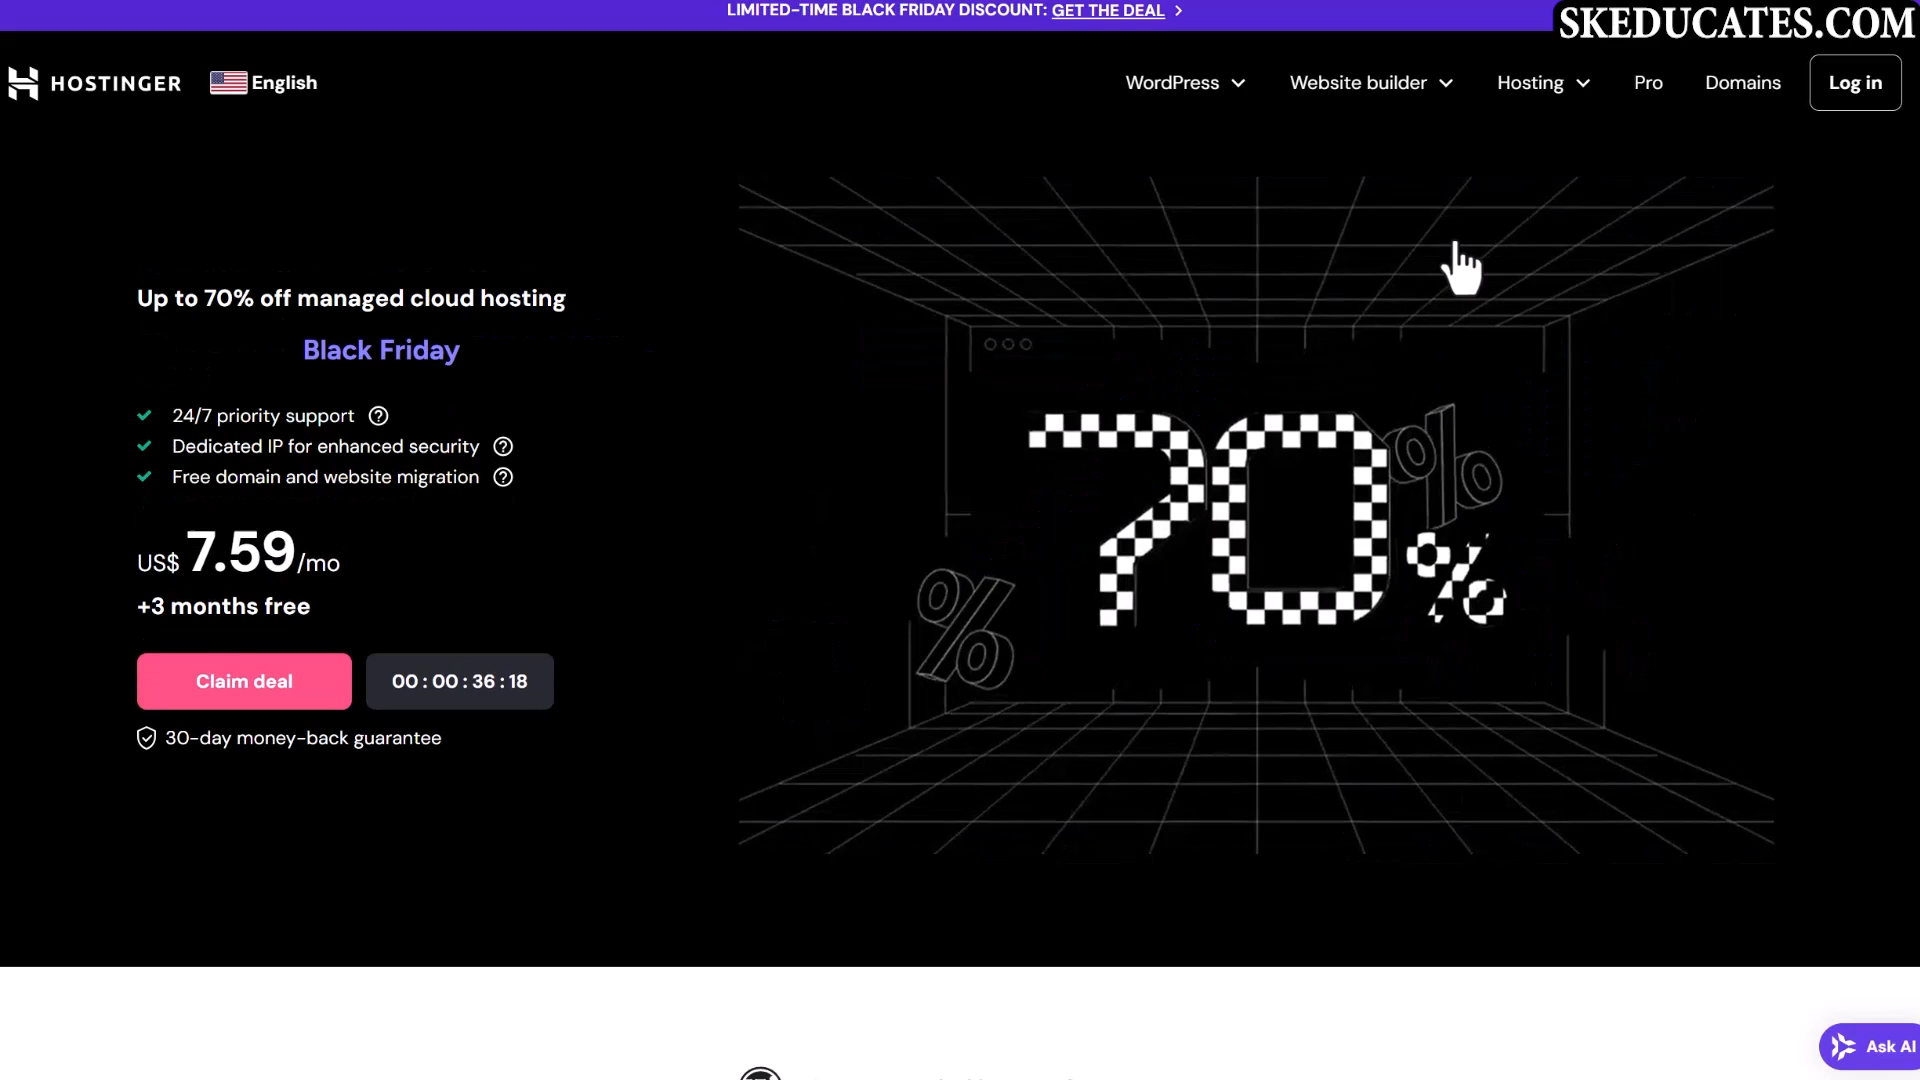 LIMITED-TIME BLACK FRIDAY DISCOUNT: GET THE DEAL
SKEDUCATES.COM
HOSTINGER
English
WordPress
Website builder
Hosting
Pro
Domains
Log in
Up to 70% off managed cloud hosting
Black Friday
24/7 priority support
Dedicated IP for enhanced security
Free domain and website migration
US$ 7.59/mo
+3 months free
Claim deal
00 : 00 : 36 : 18
30-day money-back guarantee
70%
%
%
Ask AI